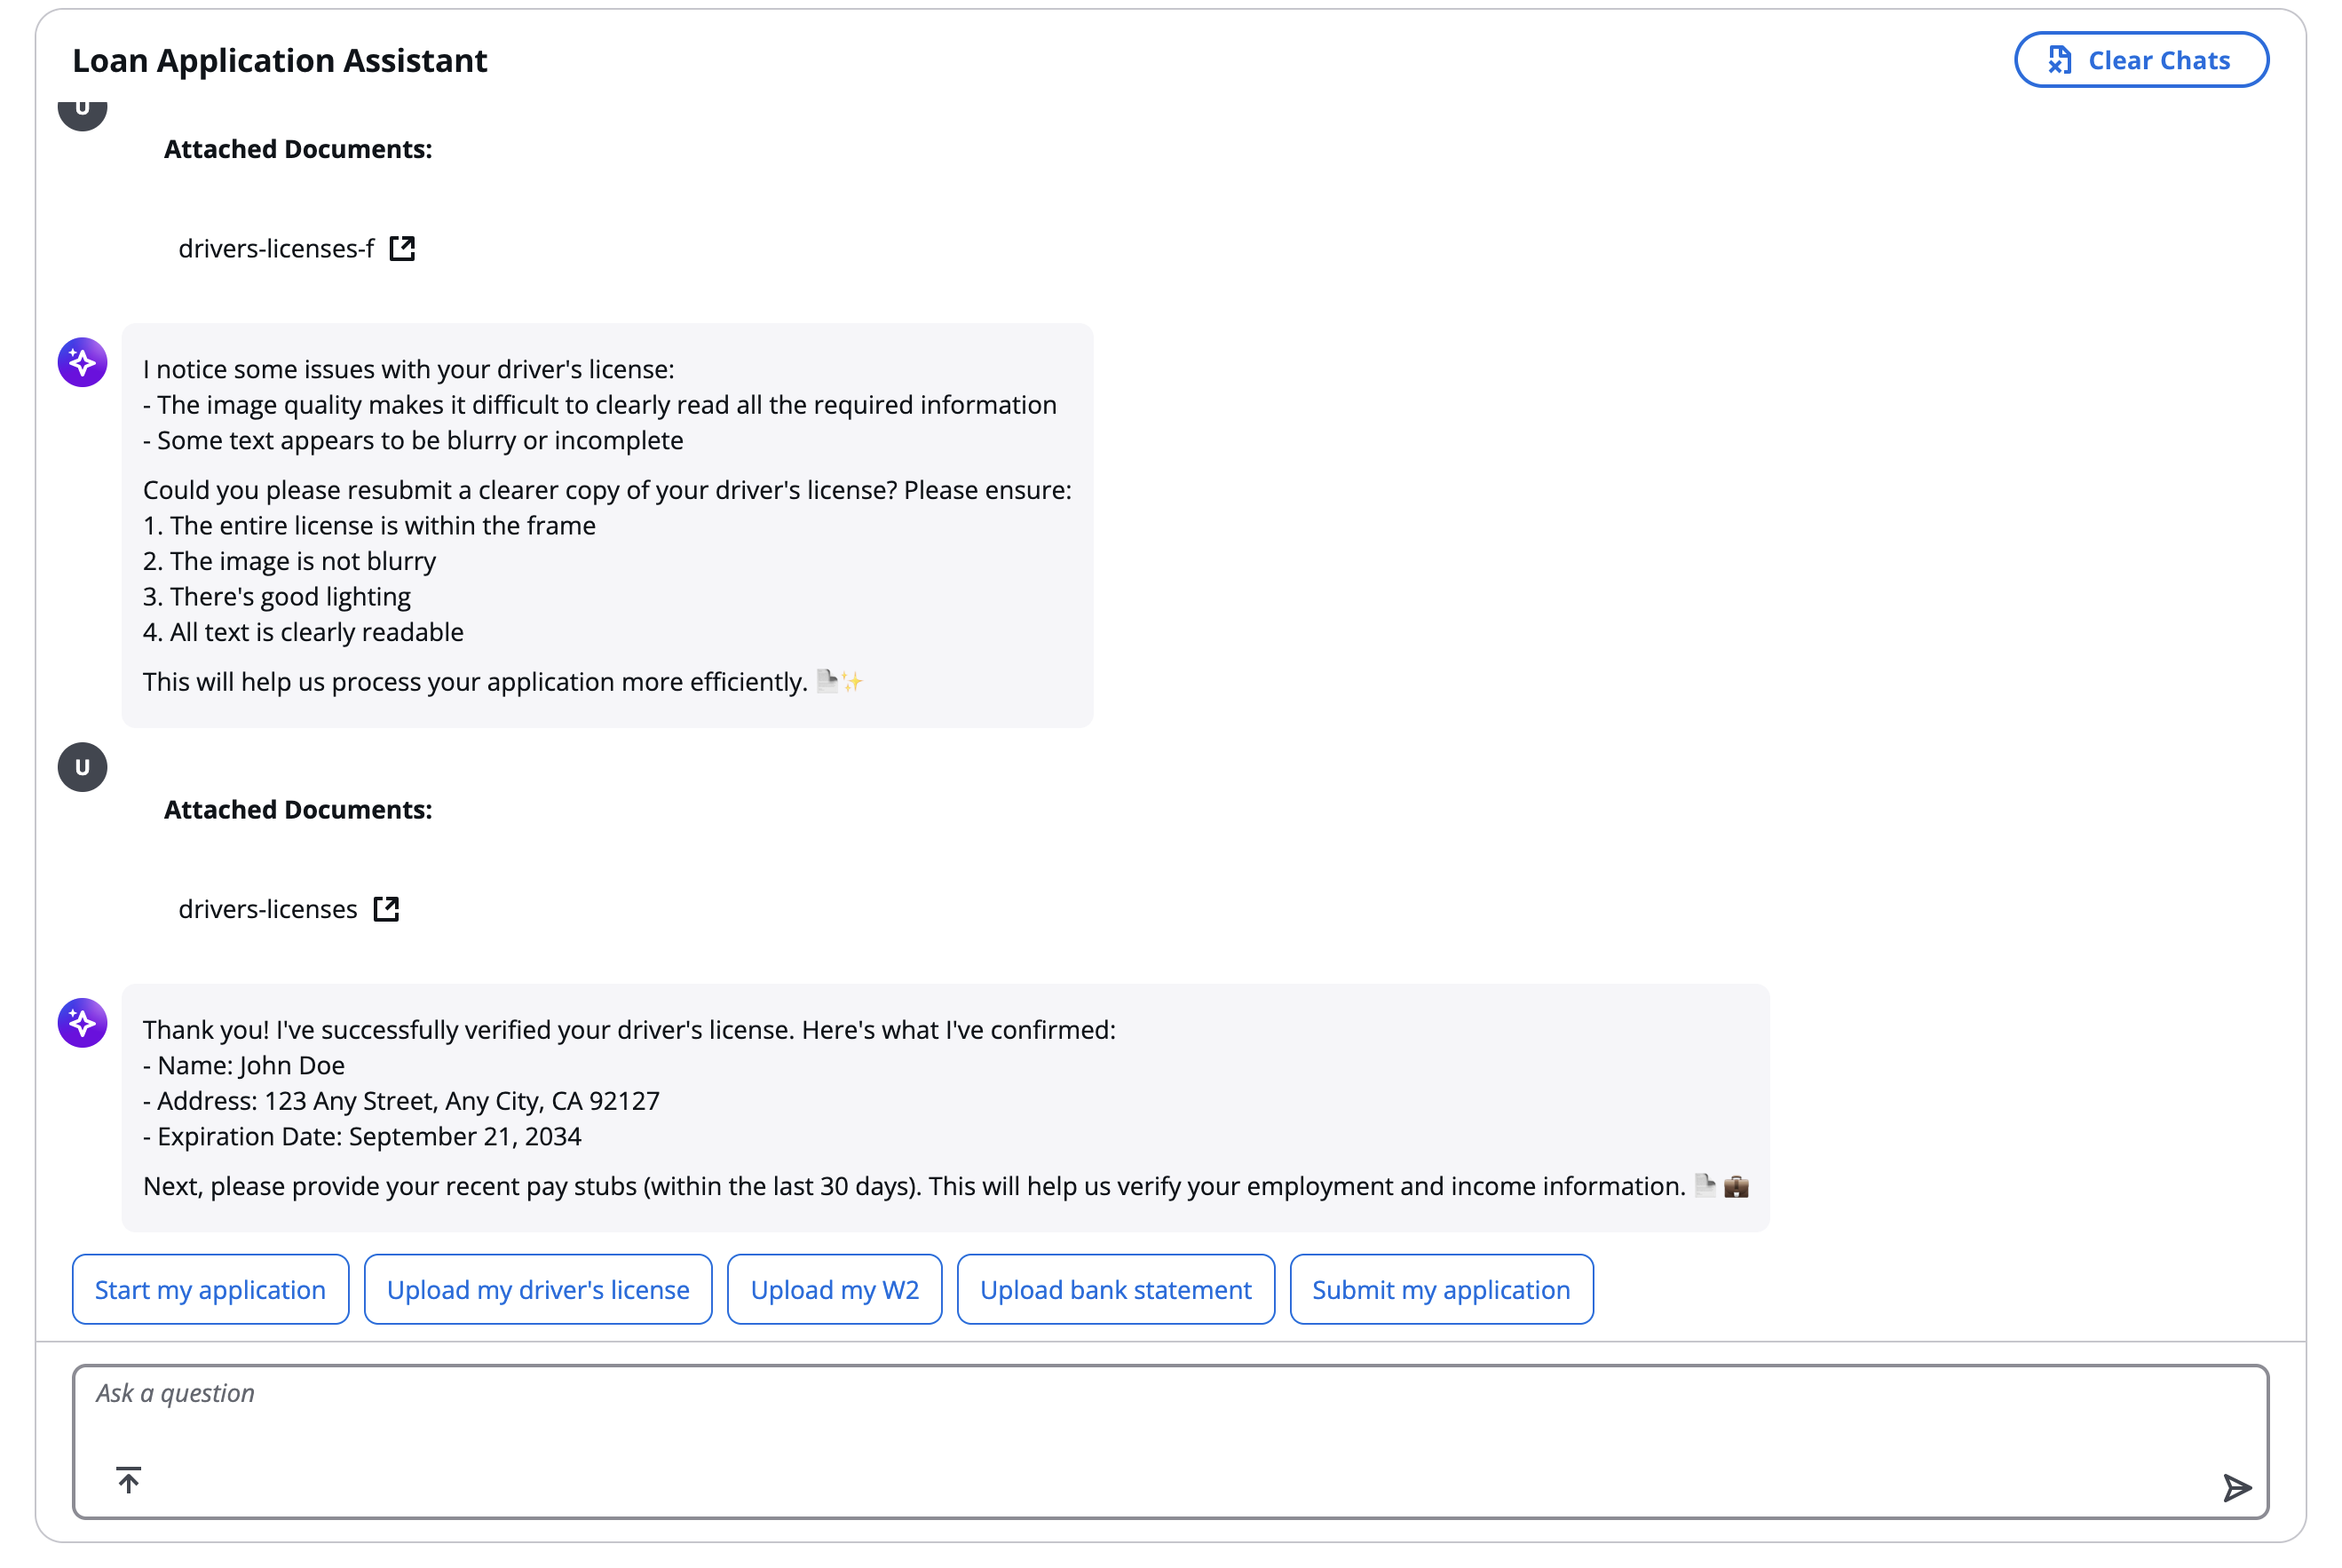 Loan Application Assistant
Clear Chats
U
Attached Documents:
drivers-licenses-f
I notice some issues with your driver's license:
- The image quality makes it difficult to clearly read all the required information
- Some text appears to be blurry or incomplete
Could you please resubmit a clearer copy of your driver's license? Please ensure:
1. The entire license is within the frame
2. The image is not blurry
3. There's good lighting
4. All text is clearly readable
This will help us process your application more efficiently. 📄✨
U
Attached Documents:
drivers-licenses
Thank you! I've successfully verified your driver's license. Here's what I've confirmed:
- Name: John Doe
- Address: 123 Any Street, Any City, CA 92127
- Expiration Date: September 21, 2034
Next, please provide your recent pay stubs (within the last 30 days). This will help us verify your employment and income information. 📄 💼
Start my application
Upload my driver's license
Upload my W2
Upload bank statement
Submit my application
Ask a question